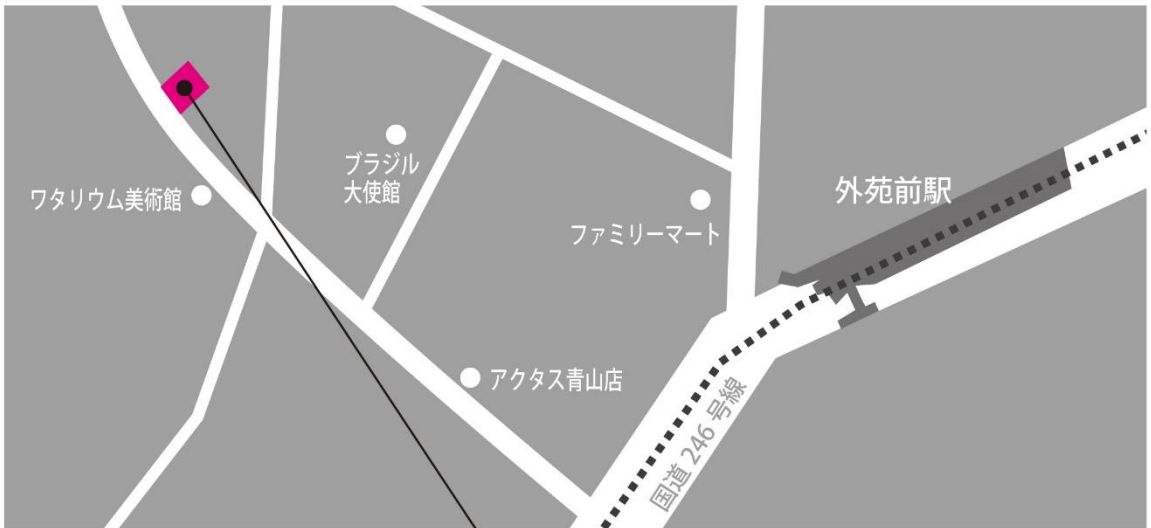 ブラジル
大使館
ワタリウム美術館
外苑前駅
ファミリーマート
アクタス青山店
国道 246 号線